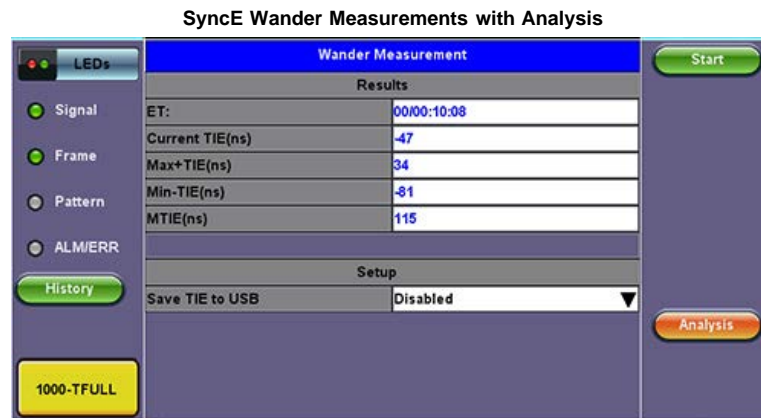 SyncE Wander Measurements with Analysis
LEDs
Wander Measurement
Start
Results
Signal
ET:
00/00:10:08
Current TIE(ns)
-47
Frame
Max+TIE(ns)
34
Min-TIE(ns)
-81
Pattern
MTIE(ns)
115
ALM/ERR
Setup
History
Save TIE to USB
Disabled
Analysis
1000-TFULL